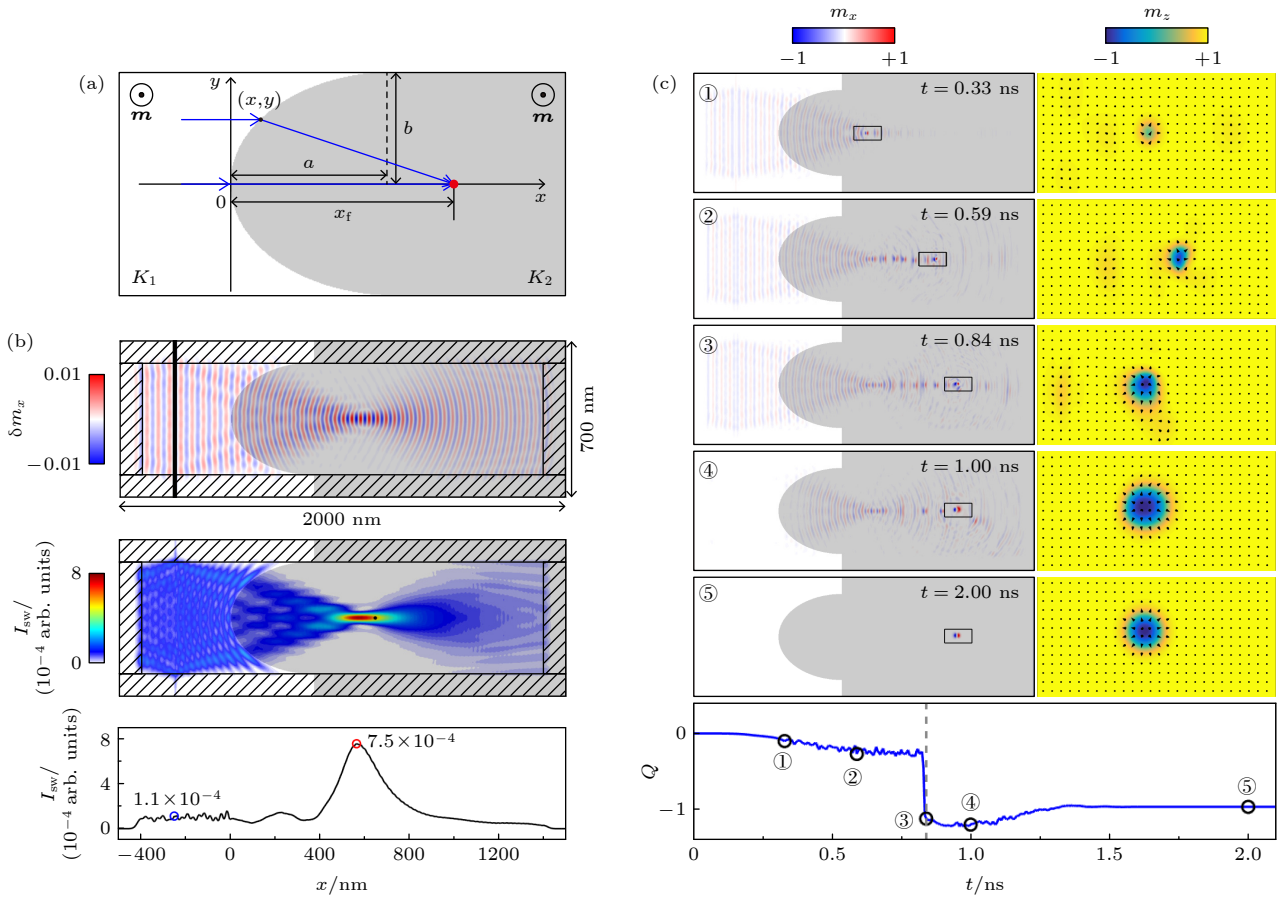 (a)
y
m
(x,y)
m
b
a
0
x
x_f
K_1
K_2
(b)
0.01
δm_x
−0.01
700 nm
2000 nm
8
I_sw/
(10^−4 arb. units)
0
8
7.5×10^−4
I_sw/
(10^−4 arb. units)
4
1.1×10^−4
0
−400
0
400
800
1200
x/nm
m_x
m_z
−1
+1
−1
+1
(c)
①
t = 0.33 ns
②
t = 0.59 ns
③
t = 0.84 ns
④
t = 1.00 ns
⑤
t = 2.00 ns
0
Q
−1
①
②
③
④
⑤
0
0.5
1.0
1.5
2.0
t/ns